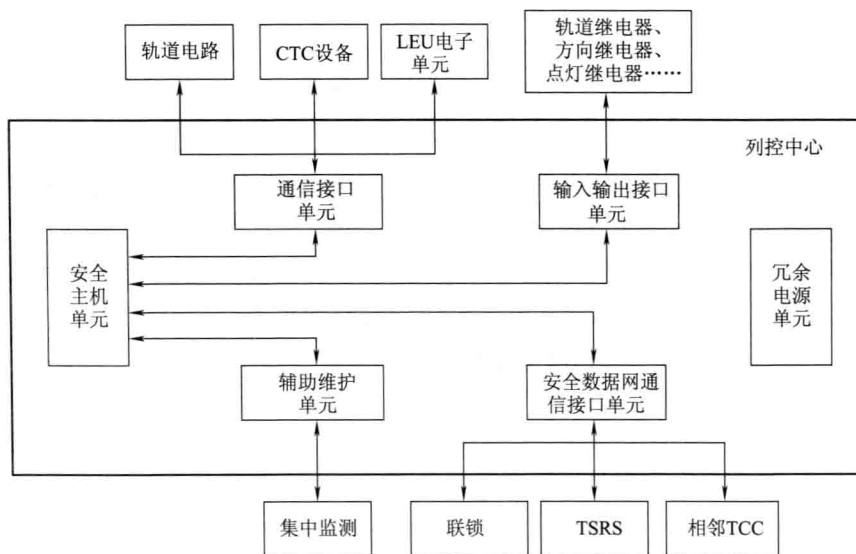 轨道电路
CTC设备
LEU电子
单元
轨道继电器、
方向继电器、
点灯继电器……
列控中心
通信接口
单元
输入输出接口
单元
安全
主机
单元
冗余
电源
单元
辅助维护
单元
安全数据网通
信接口单元
集中监测
联锁
TSRS
相邻TCC